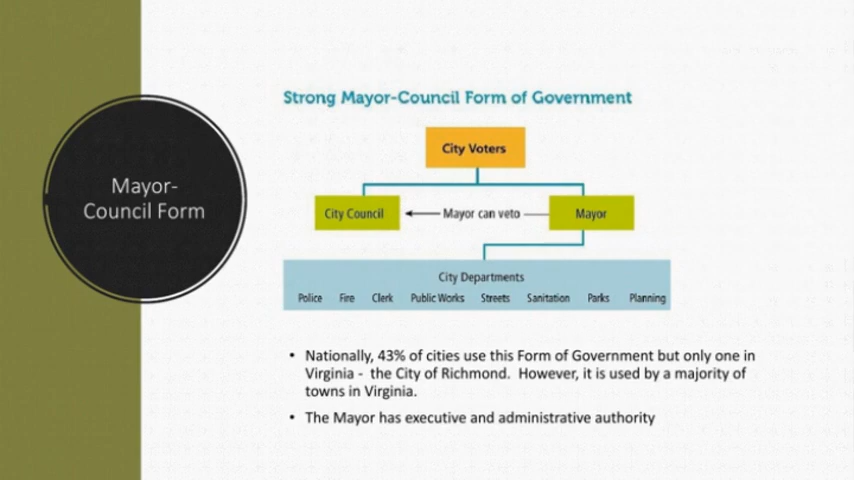 Mayor-
Council Form
Strong Mayor-Council Form of Government
City Voters
City Council
Mayor can veto
Mayor
City Departments
Police Fire Clerk Public Works Streets Sanitation Parks Planning
• Nationally, 43% of cities use this Form of Government but only one in
Virginia - the City of Richmond. However, it is used by a majority of
towns in Virginia.
• The Mayor has executive and administrative authority